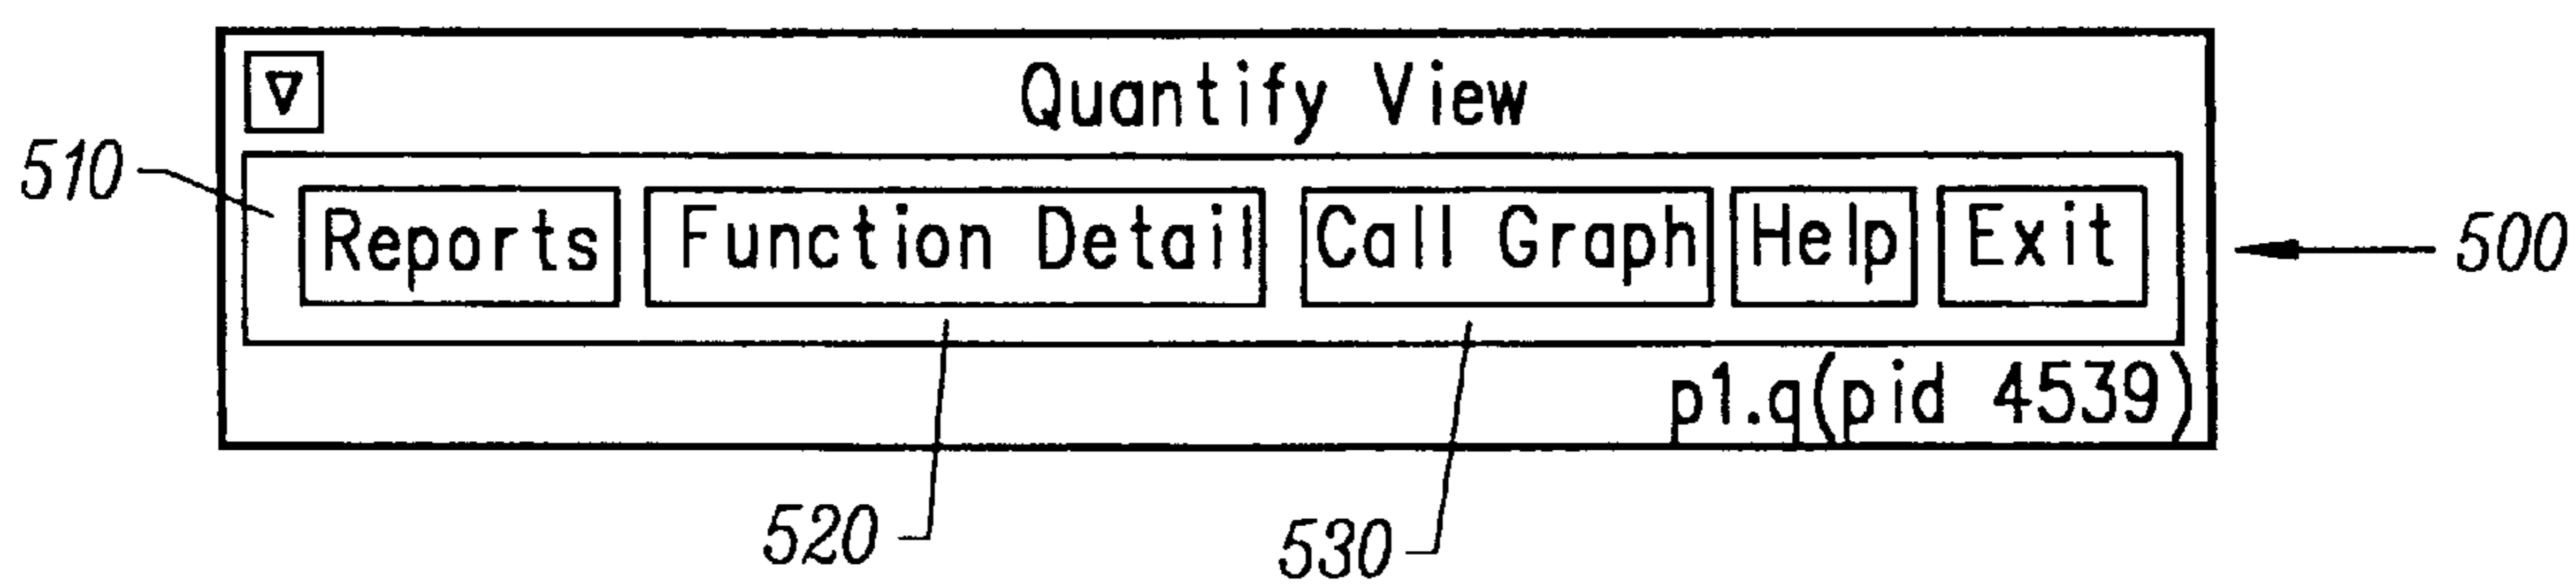 Quantify View
510
Reports Function Detail Call Graph Help Exit
500
p1.q(pid 4539)
520
530